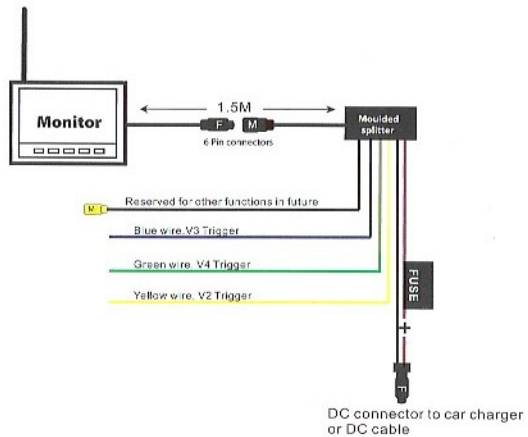 1.5M
Monitor
F
M
6 Pin connectors
Moulded
splitter
M
Reserved for other functions in future
Blue wire, V3 Trigger
Green wire, V4 Trigger
Yellow wire, V2 Trigger
FUSE
+
F
DC connector to car charger
or DC cable